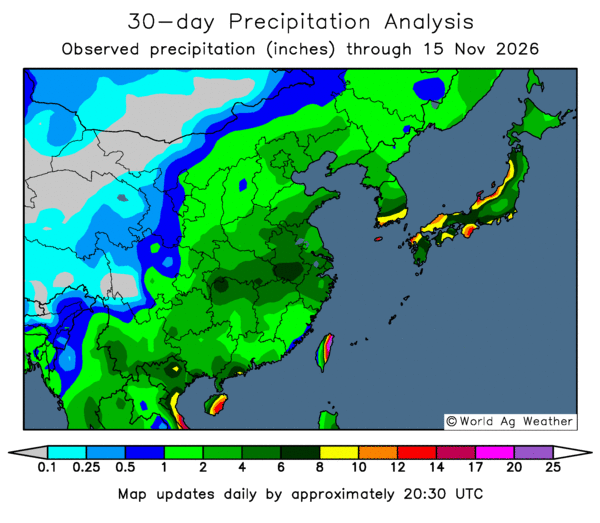 30-day Precipitation Analysis
Observed precipitation (inches) through 15 Nov 2026
© World Ag Weather
0.1 0.25 0.5 1 2 4 6 8 10 12 14 17 20 25
Map updates daily by approximately 20:30 UTC